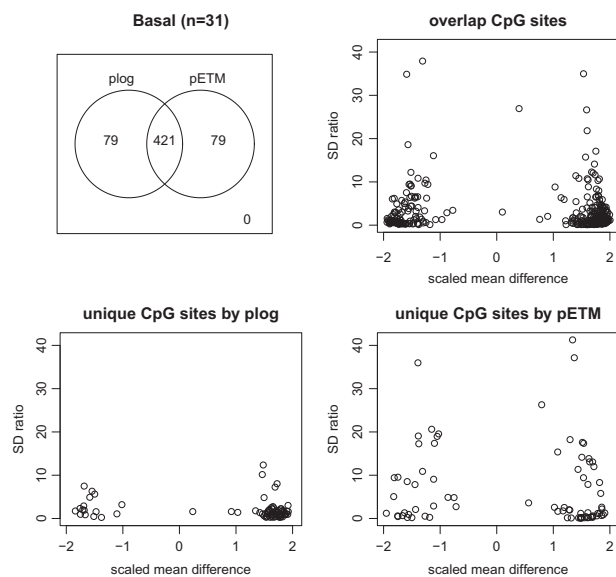 Basal (n=31)
plog
pETM
79
421
79
0
overlap CpG sites
SD ratio
40
30
20
10
0
−2
−1
0
1
2
scaled mean difference
unique CpG sites by plog
SD ratio
40
30
20
10
0
−2
−1
0
1
2
scaled mean difference
unique CpG sites by pETM
SD ratio
40
30
20
10
0
−2
−1
0
1
2
scaled mean difference